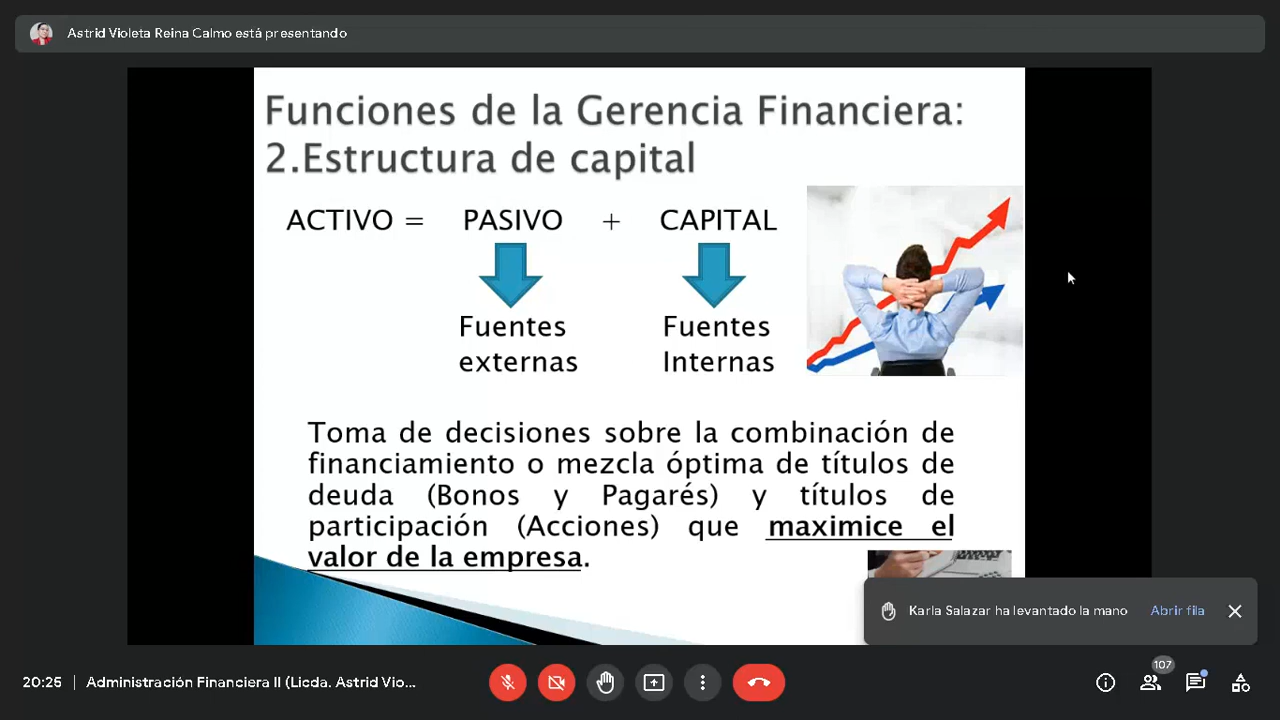 Astrid Violeta Reina Calmo está presentando
Funciones de la Gerencia Financiera:
2.Estructura de capital
ACTIVO = PASIVO + CAPITAL
Fuentes externas
Fuentes Internas
Toma de decisiones sobre la combinación de
financiamiento o mezcla óptima de títulos de
deuda (Bonos y Pagarés) y títulos de
participación (Acciones) que maximice el
valor de la empresa.
Karla Salazar ha levantado la mano Abrir fila
107
20:25 | Administración Financiera II (Licda. Astrid Vio...